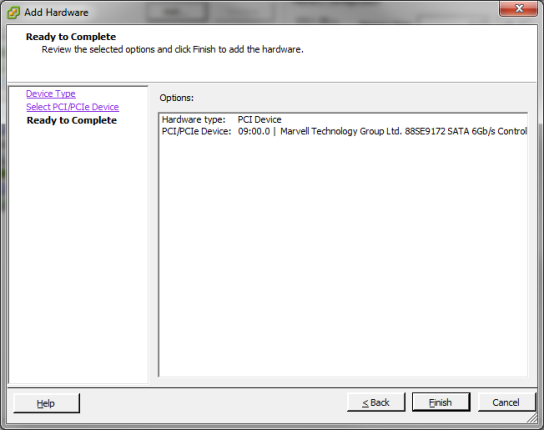 Add Hardware
Ready to Complete
Review the selected options and click Finish to add the hardware.
Device Type
Select PCI/PCIe Device
Ready to Complete
Options:
Hardware type: PCI Device
PCI/PCIe Device: 09:00.0 | Marvell Technology Group Ltd. 88SE9172 SATA 6Gb/s Control
Help
< Back
Finish
Cancel